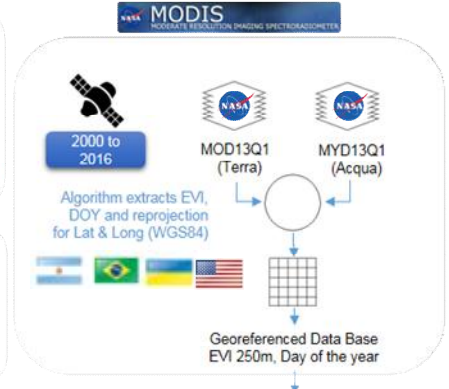 NASA MODIS
MODERATE RESOLUTION IMAGING SPECTRORADIOMETER
NASA NASA
2000 to
2016
MOD13Q1
(Terra)
MYD13Q1
(Acqua)
Algorithm extracts EVI,
DOY and reprojection
for Lat & Long (WGS84)
Georeferenced Data Base
EVI 250m, Day of the year